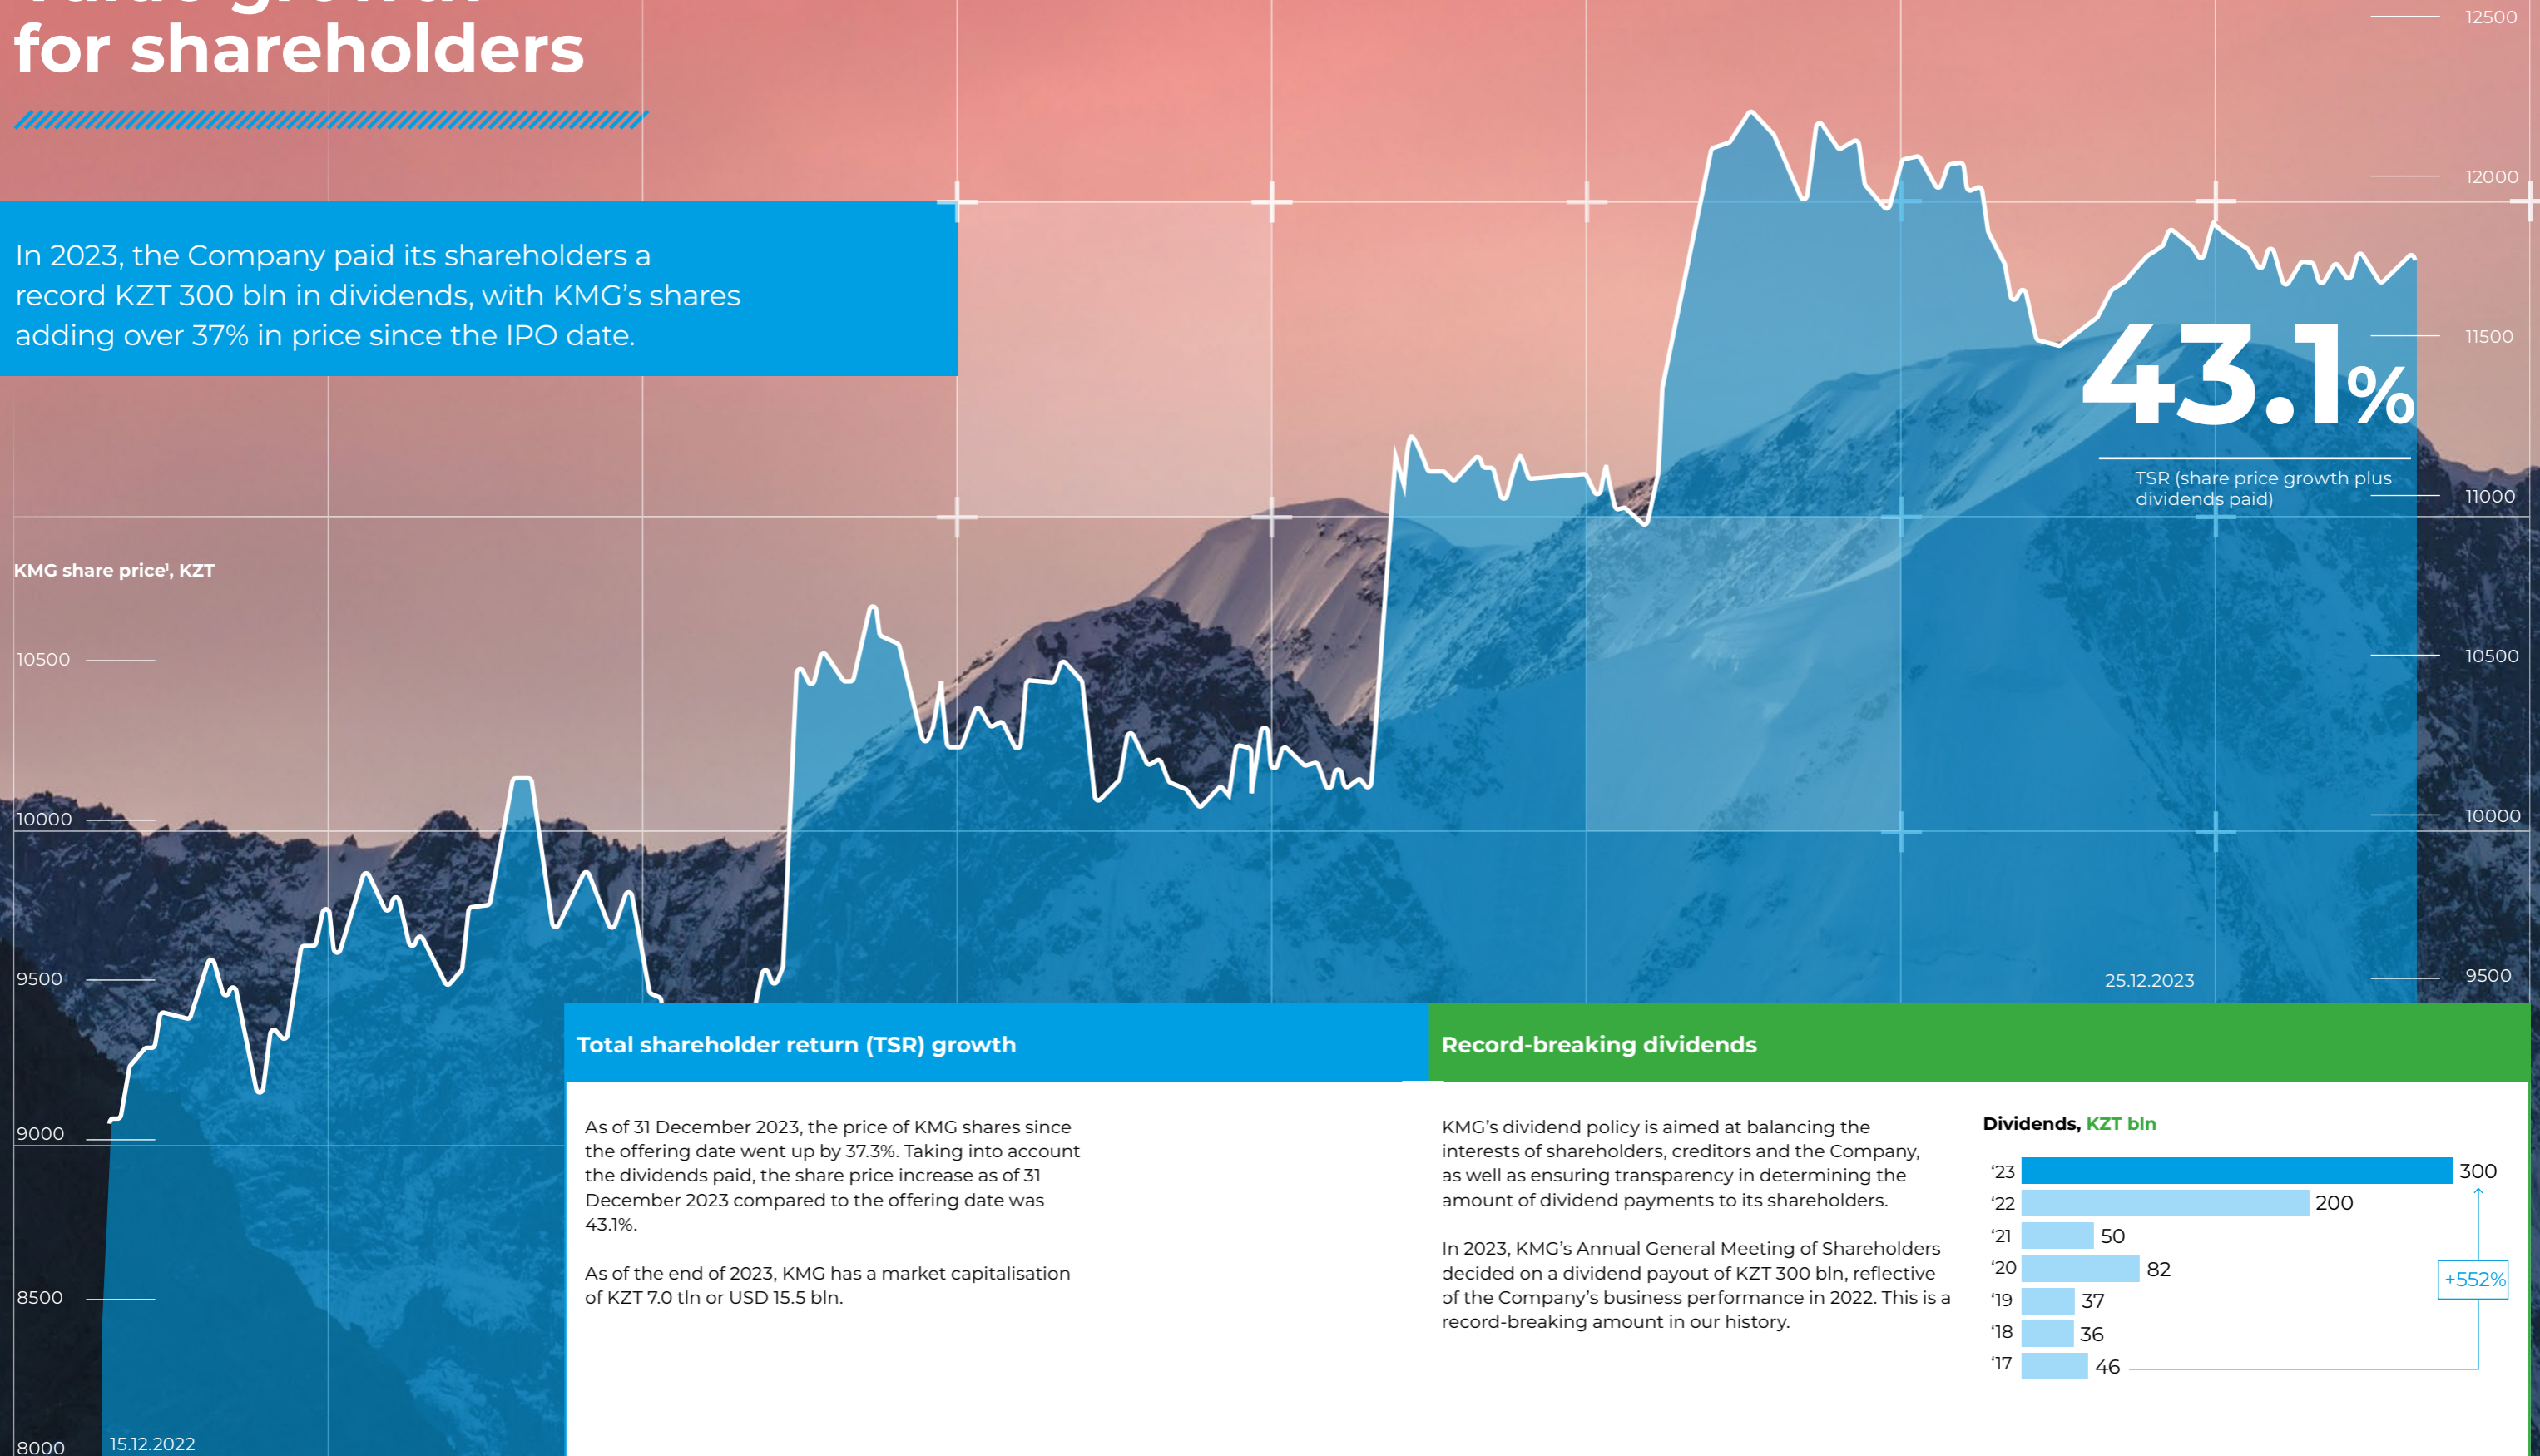 for shareholders
In 2023, the Company paid its shareholders a
record KZT 300 bln in dividends, with KMG's shares
adding over 37% in price since the IPO date.
12500
12000
11500
43.1%
TSR (share price growth plus
dividends paid)
11000
10500
10000
9500
KMG share price¹, KZT
10500
10000
9500
9000
8500
8000
15.12.2022
25.12.2023
Total shareholder return (TSR) growth
As of 31 December 2023, the price of KMG shares since
the offering date went up by 37.3%. Taking into account
the dividends paid, the share price increase as of 31
December 2023 compared to the offering date was
43.1%.
As of the end of 2023, KMG has a market capitalisation
of KZT 7.0 tln or USD 15.5 bln.
Record-breaking dividends
KMG's dividend policy is aimed at balancing the
interests of shareholders, creditors and the Company,
as well as ensuring transparency in determining the
amount of dividend payments to its shareholders.
In 2023, KMG's Annual General Meeting of Shareholders
decided on a dividend payout of KZT 300 bln, reflective
of the Company's business performance in 2022. This is a
record-breaking amount in our history.
Dividends, KZT bln
‘23 300
‘22 200
‘21 50
‘20 82
‘19 37
‘18 36
‘17 46
+552%